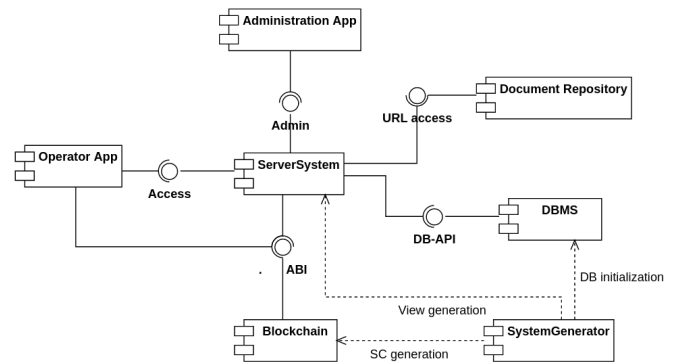 Administration App
Document Repository
URL access
Admin
Operator App
ServerSystem
Access
DBMS
DB-API
. ABI
DB initialization
View generation
Blockchain
SystemGenerator
SC generation